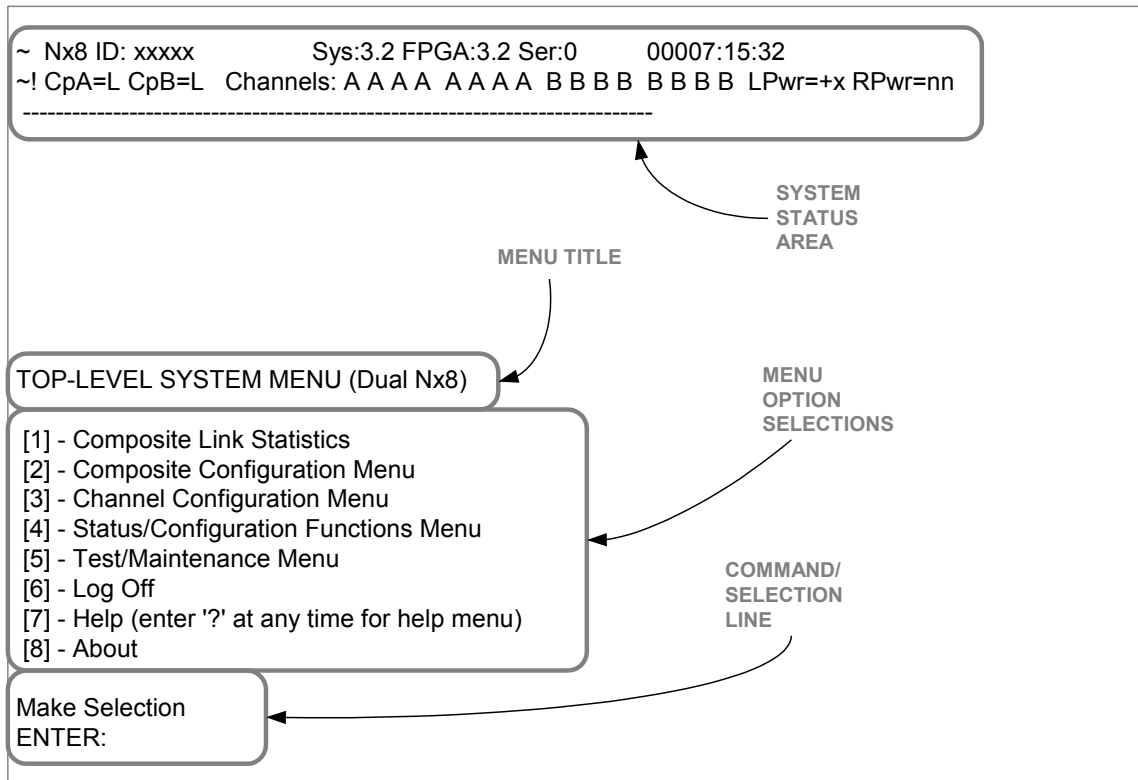 ~ Nx8 ID: xxxxx Sys:3.2 FPGA:3.2 Ser:0 00007:15:32
~! CpA=L CpB=L Channels: A A A A A A A A B B B B B B B B LPwr=+x RPwr=nn
-----------------------------------------------------------------------------
SYSTEM
STATUS
AREA
MENU TITLE
TOP-LEVEL SYSTEM MENU (Dual Nx8)
MENU
OPTION
SELECTIONS
[1] - Composite Link Statistics
[2] - Composite Configuration Menu
[3] - Channel Configuration Menu
[4] - Status/Configuration Functions Menu
[5] - Test/Maintenance Menu
[6] - Log Off
[7] - Help (enter '?' at any time for help menu)
[8] - About
COMMAND/
SELECTION
LINE
Make Selection
ENTER: